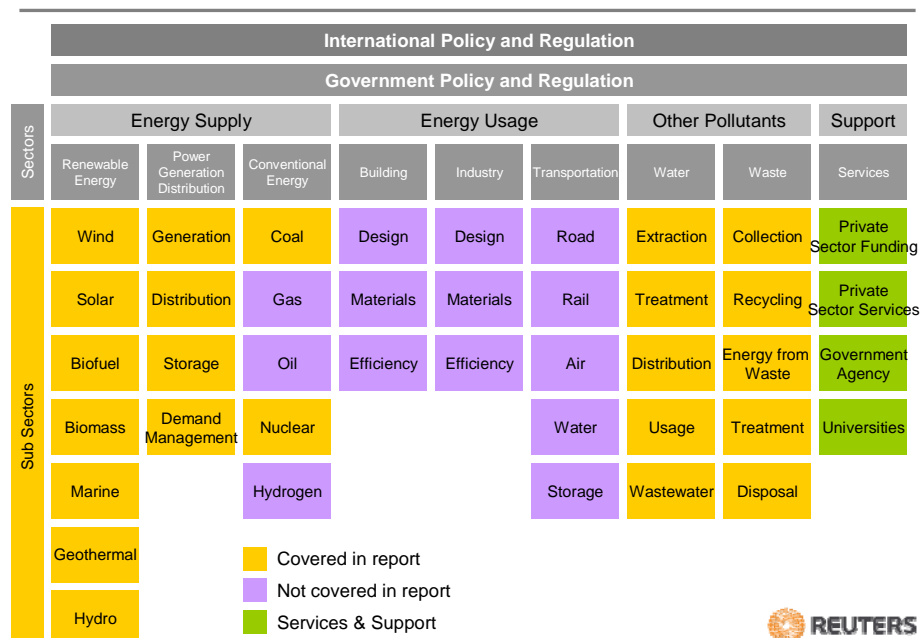 International Policy and Regulation
Government Policy and Regulation
Sectors
Energy Supply
Energy Usage
Other Pollutants
Support
Renewable
Energy
Power
Generation
Distribution
Conventional
Energy
Building
Industry
Transportation
Water
Waste
Services
Sub Sectors
Wind
Generation
Coal
Design
Design
Road
Extraction
Collection
Private
Sector Funding
Solar
Distribution
Gas
Materials
Materials
Rail
Treatment
Recycling
Private
Sector Services
Biofuel
Storage
Oil
Efficiency
Efficiency
Air
Distribution
Energy from
Waste
Government
Agency
Biomass
Demand
Management
Nuclear
Water
Usage
Treatment
Universities
Marine
Hydrogen
Storage
Wastewater
Disposal
Geothermal
Hydro
Covered in report
Not covered in report
Services & Support
REUTERS